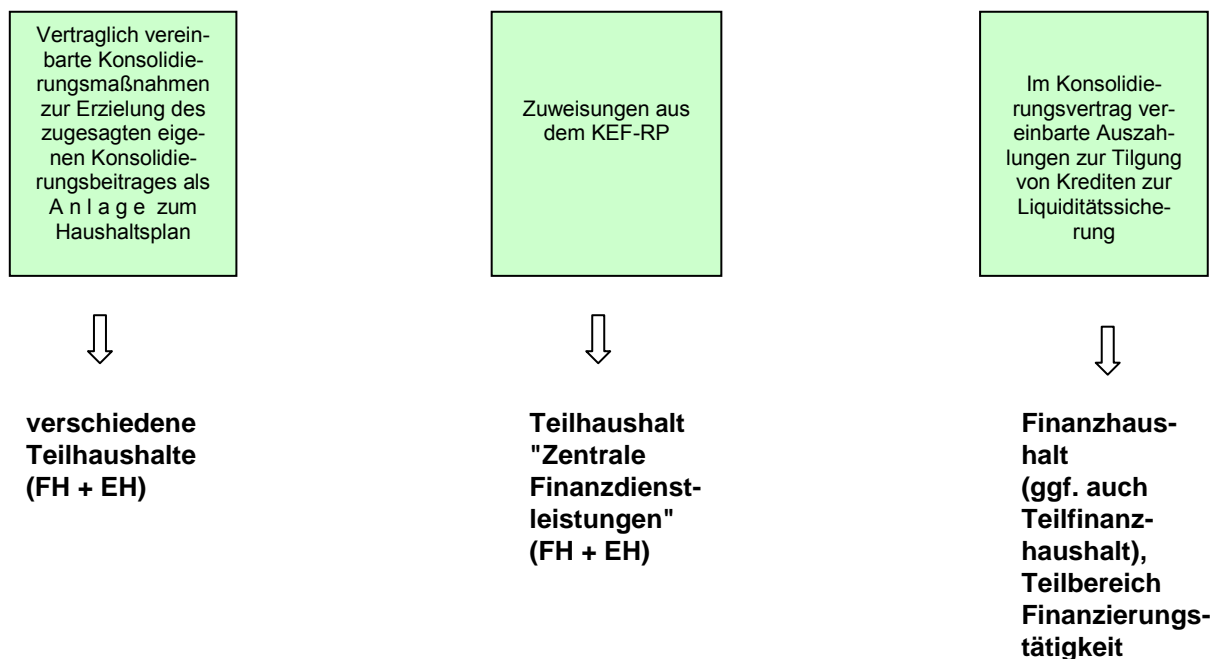 Vertraglich verein-
barte Konsolidie-
rungsmaßnahmen
zur Erzielung des
zugesagten eige-
nen Konsolidie-
rungsbeitrages als
A n l a g e zum
Haushaltsplan
Zuweisungen aus
dem KEF-RP
Im Konsolidie-
rungsvertrag ver-
einbarte Auszah-
lungen zur Tilgung
von Krediten zur
Liquiditätssiche-
rung
verschiedene
Teilhaushalte
(FH + EH)
Teilhaushalt
"Zentrale
Finanzdienst-
leistungen"
(FH + EH)
Finanzhaus-
halt
(ggf. auch
Teilfinanz-
haushalt),
Teilbereich
Finanzierungs-
tätigkeit